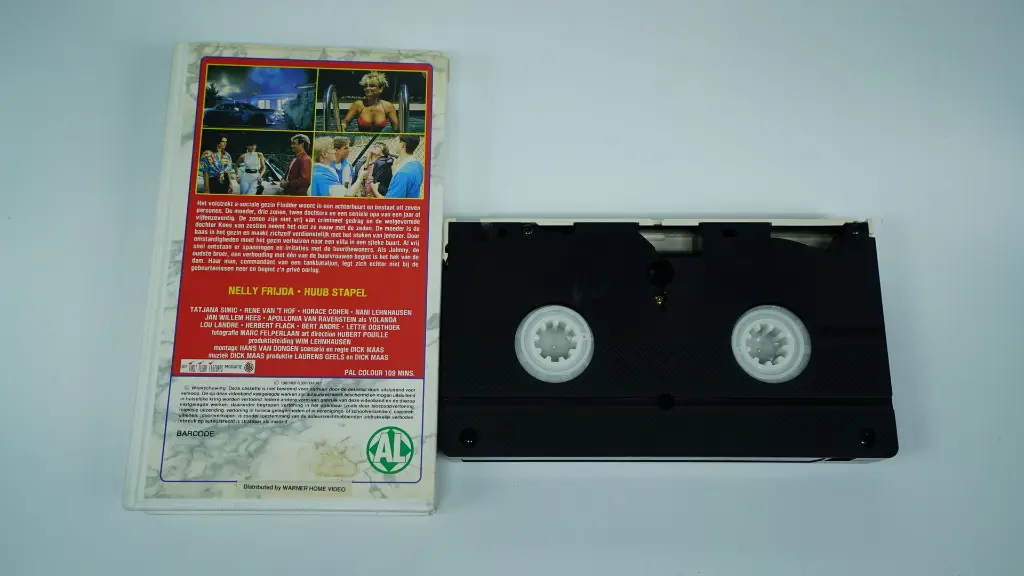 Het volstrekt a-sociale gezin Flodder woont in een achterbuurt en bestaat uit zeven
personen. De moeder, drie zonen, twee dochters en een seniele opa van een jaar of
vijfenzeventig. De zonen zijn niet vrij van crimineel gedrag en de welgevormde
dochter Kees van zestien neemt het niet zo nauw met de zeden. De moeder is de
baas in het gezin en maakt zichzelf verdienstelijk met het stoken van jenever. Door
omstandigheden moet het gezin verhuizen naar een villa in een sjieke buurt. Al vrij
snel ontstaan er spanningen en irritaties met de buurtbewoners. Als Johnny, de
oudste broer, een verhouding met één van de buurvrouwen begint is het hek van de
dam. Haar man, commandant van een tankbataljon, legt zich echter niet bij de
gebeurtenissen neer en begint z'n privé oorlog.
NELLY FRIJDA • HUUB STAPEL
TATJANA SIMIC • RENE VAN 'T HOF • HORACE COHEN • NANI LEHNHAUSEN
JAN WILLEM HEES • APOLLONIA VAN RAVENSTEIN als YOLANDA
LOU LANDRE • HERBERT FLACK • BERT ANDRE • LETTIE OOSTHOEK
fotografie MARC FELPERLAAN art direction HUBERT POUILLE
produktieleiding WIM LEHNHAUSEN
montage HANS VAN DONGEN scenario en regie DICK MAAS
muziek DICK MAAS produktie LAURENS GEELS en DICK MAAS
PAL COLOUR 109 MINS.
Waarschuwing: Deze cassette is niet bestemd voor
BARCODE
AL
Distributed by WARNER HOME VIDEO